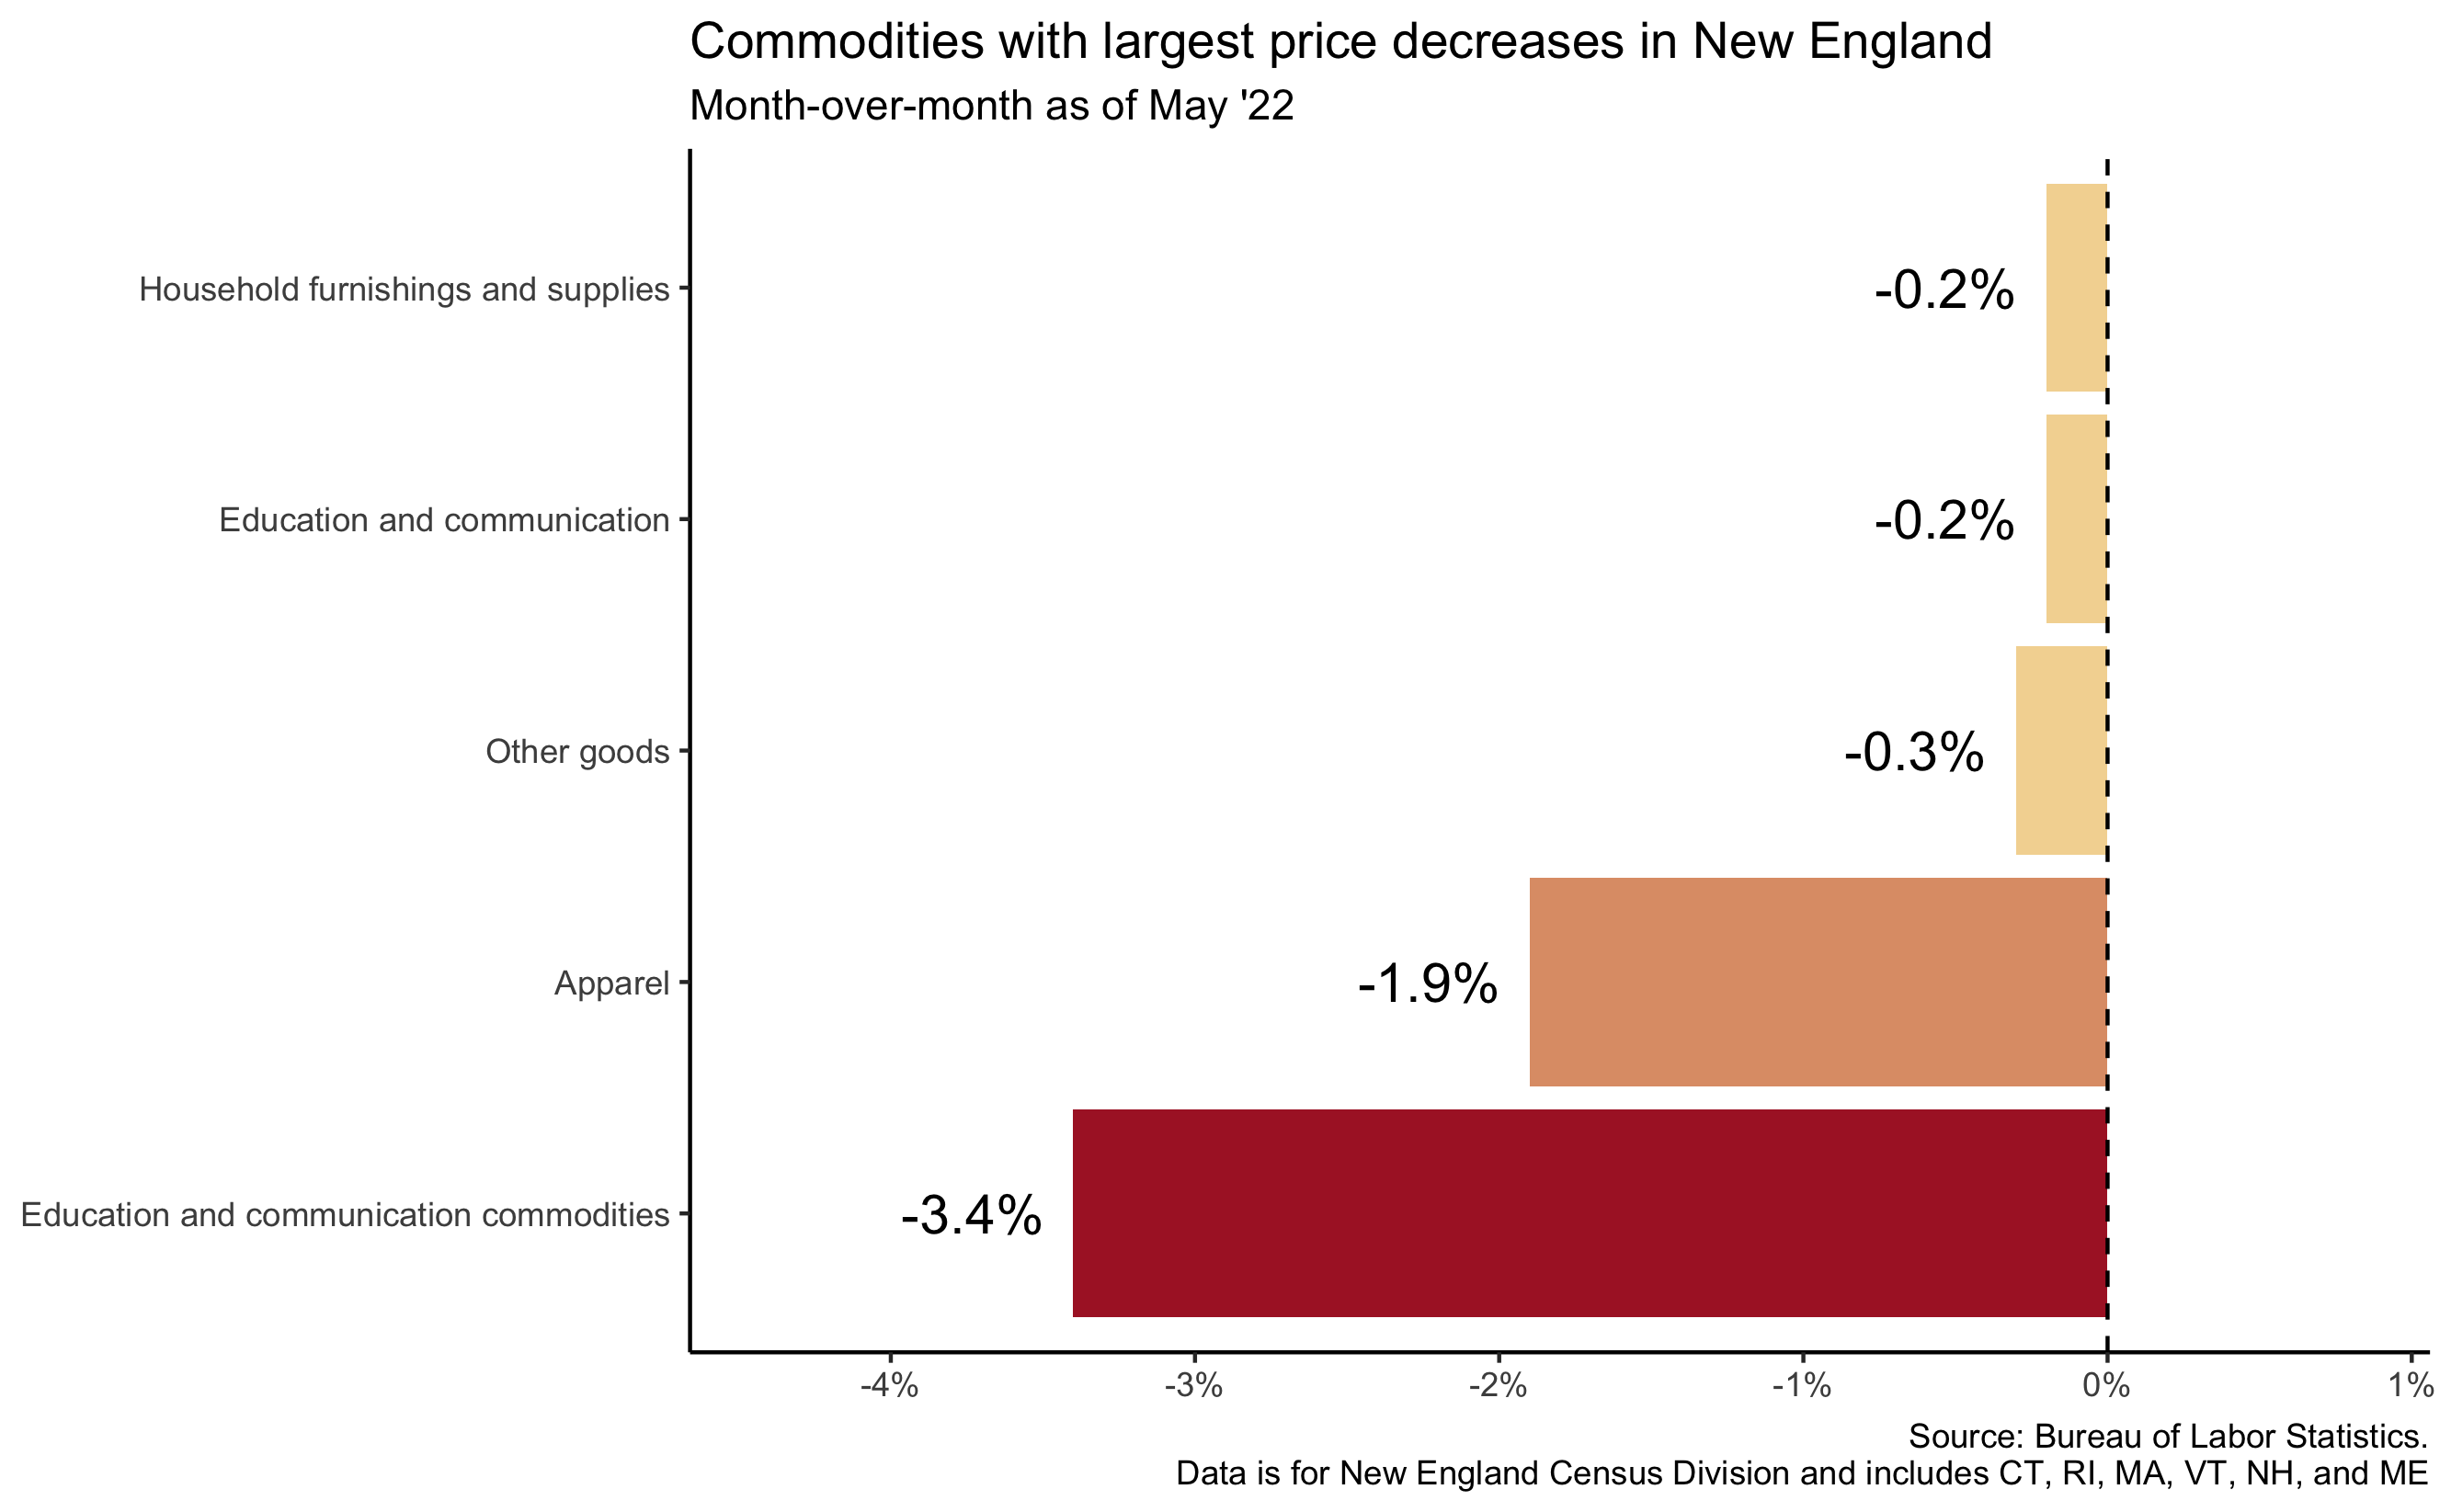 Commodities with largest price decreases in New England
Month-over-month as of May '22
Household furnishings and supplies
-0.2%
Education and communication
-0.2%
Other goods
-0.3%
Apparel
-1.9%
Education and communication commodities
-3.4%
-4%
-3%
-2%
-1%
0%
1%
Source: Bureau of Labor Statistics.
Data is for New England Census Division and includes CT, RI, MA, VT, NH, and ME